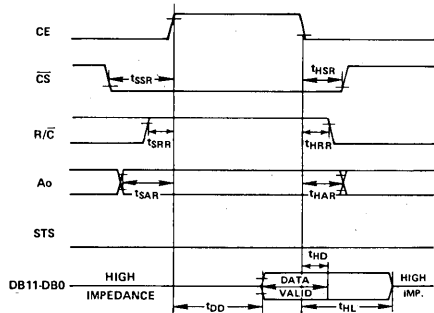 CE
C̅S̅
tSSR
tHSR
R/C̅
tSRR
tHRR
Ao
tSAR
tHAR
STS
tHD
DB11-DB0
HIGH
IMPEDANCE
DATA
VALID
HIGH
IMP.
tDD
tHL